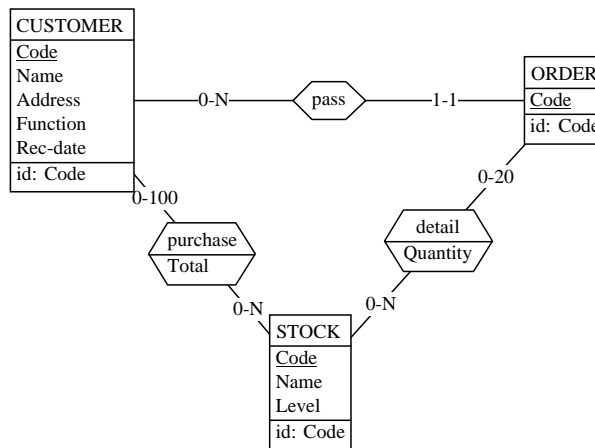 CUSTOMER
Code
Name
Address
Function
Rec-date
id: Code
0-N
pass
1-1
ORDER
Code
id: Code
0-100
purchase
Total
0-N
0-20
detail
Quantity
0-N
STOCK
Code
Name
Level
id: Code